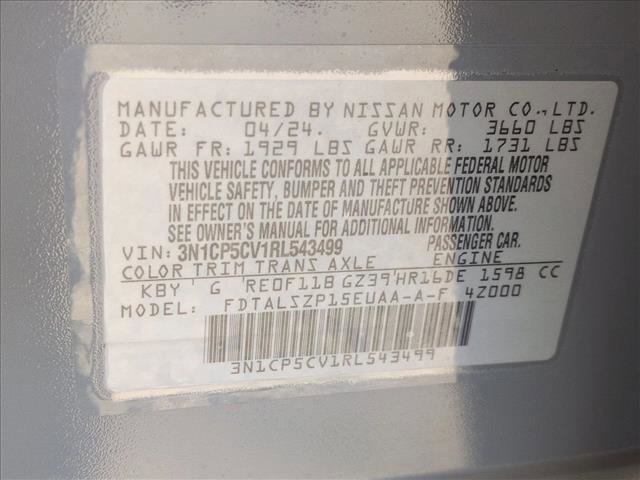 MANUFACTURED BY NISSAN MOTOR CO.,LTD.
DATE: 04/24. GVWR: 3660 LBS
GAWR FR: 1929 LBS GAWR RR: 1731 LBS
THIS VEHICLE CONFORMS TO ALL APPLICABLE FEDERAL MOTOR
VEHICLE SAFETY, BUMPER AND THEFT PREVENTION STANDARDS
IN EFFECT ON THE DATE OF MANUFACTURE SHOWN ABOVE.
SEE OWNER'S MANUAL FOR ADDITIONAL INFORMATION
VIN: 3N1CP5CV1RL543499 PASSENGER CAR.
COLOR TRIM TRANS AXLE ENGINE
KBY G RE0F11B GZ39 HR16DE 1598 CC
MODEL: FDTALSZP15EUAA-A-F 4Z000
3N1CP5CV1RL543499